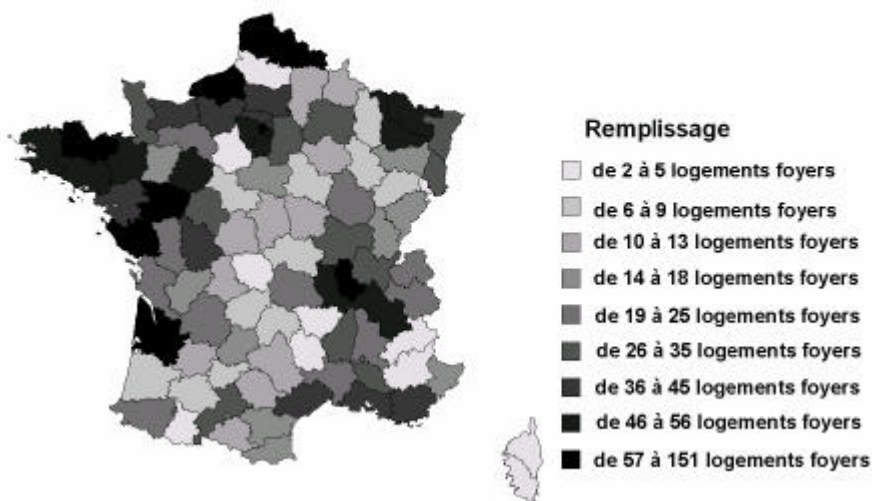 Remplissage
de 2 à 5 logements foyers
de 6 à 9 logements foyers
de 10 à 13 logements foyers
de 14 à 18 logements foyers
de 19 à 25 logements foyers
de 26 à 35 logements foyers
de 36 à 45 logements foyers
de 46 à 56 logements foyers
de 57 à 151 logements foyers